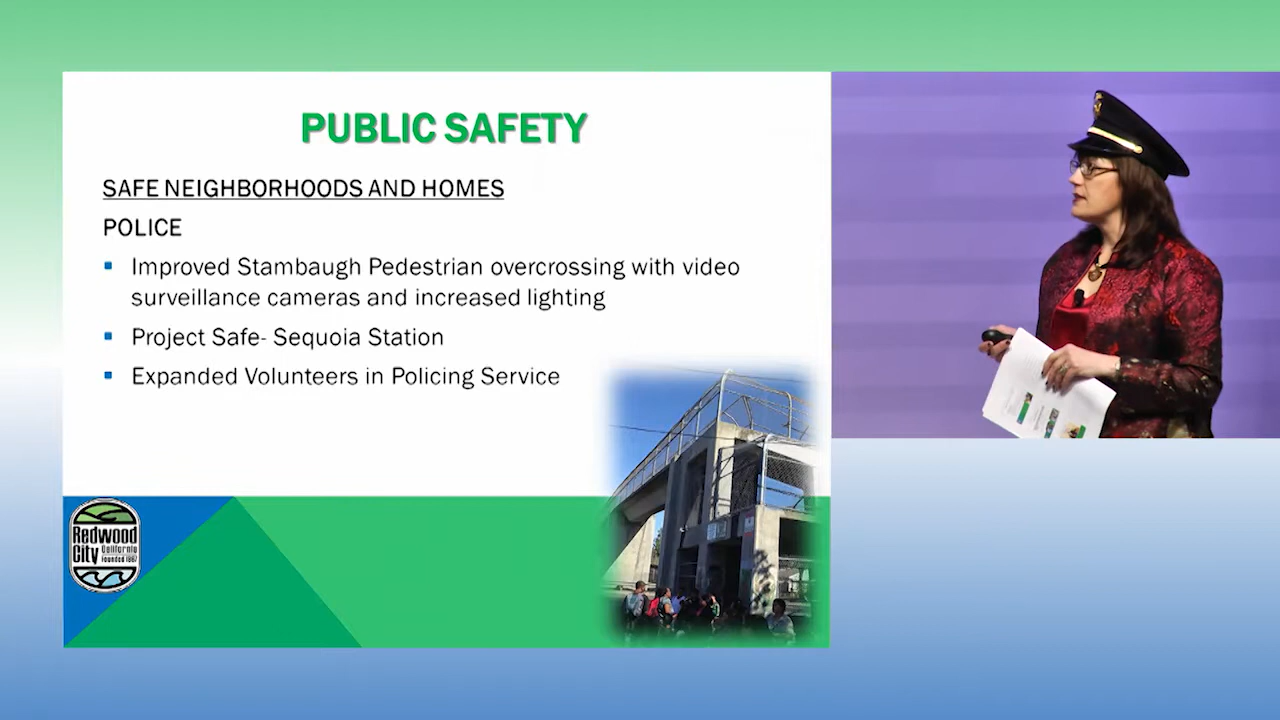 PUBLIC SAFETY
SAFE NEIGHBORHOODS AND HOMES
POLICE
Improved Stambaugh Pedestrian overcrossing with video
surveillance cameras and increased lighting
Project Safe- Sequoia Station
Expanded Volunteers in Policing Service
Redwood
City
California
Founded 1867